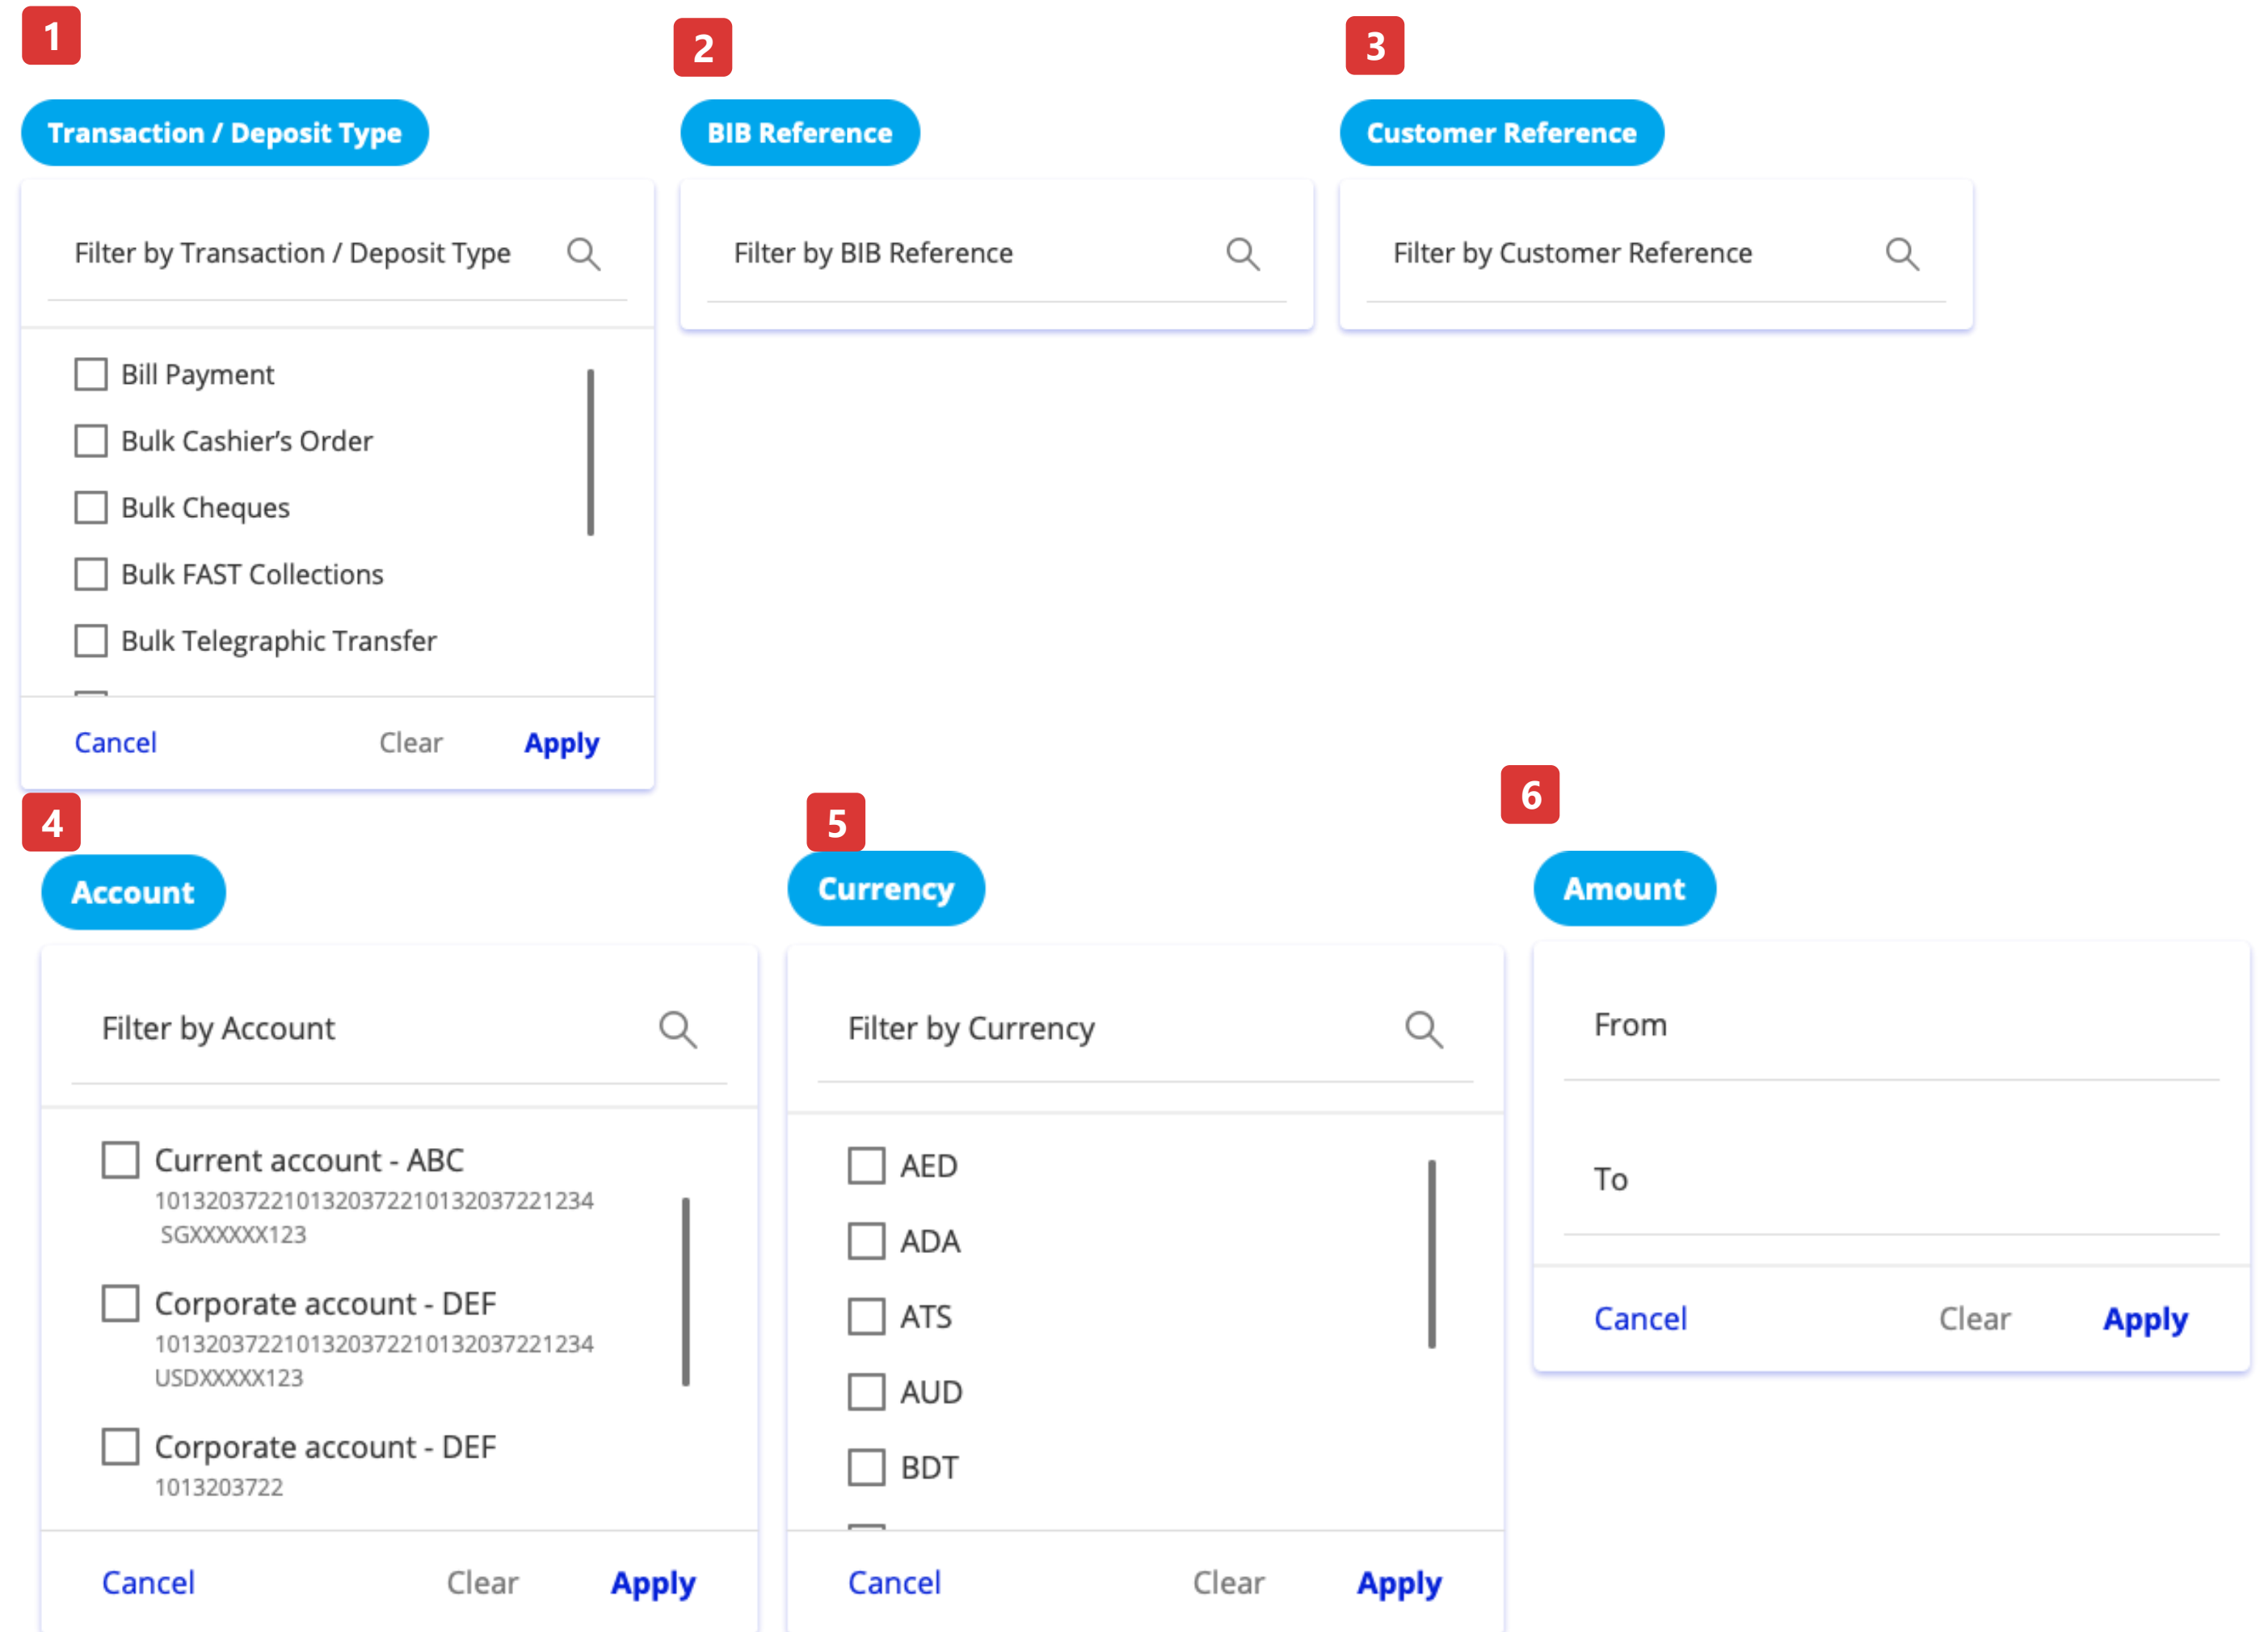 1
Transaction / Deposit Type
Filter by Transaction / Deposit Type
Bill Payment
Bulk Cashier’s Order
Bulk Cheques
Bulk FAST Collections
Bulk Telegraphic Transfer
Cancel Clear Apply
2
BIB Reference
Filter by BIB Reference
3
Customer Reference
Filter by Customer Reference
4
Account
Filter by Account
Current account - ABC
10132037221013203722101320372212​34
SGXXXXXX123
Corporate account - DEF
1013203722101320372210132037221234
USDXXXXX123
Corporate account - DEF
1013203722
Cancel Clear Apply
5
Currency
Filter by Currency
AED
ADA
ATS
AUD
BDT
Cancel Clear Apply
6
Amount
From
To
Cancel Clear Apply